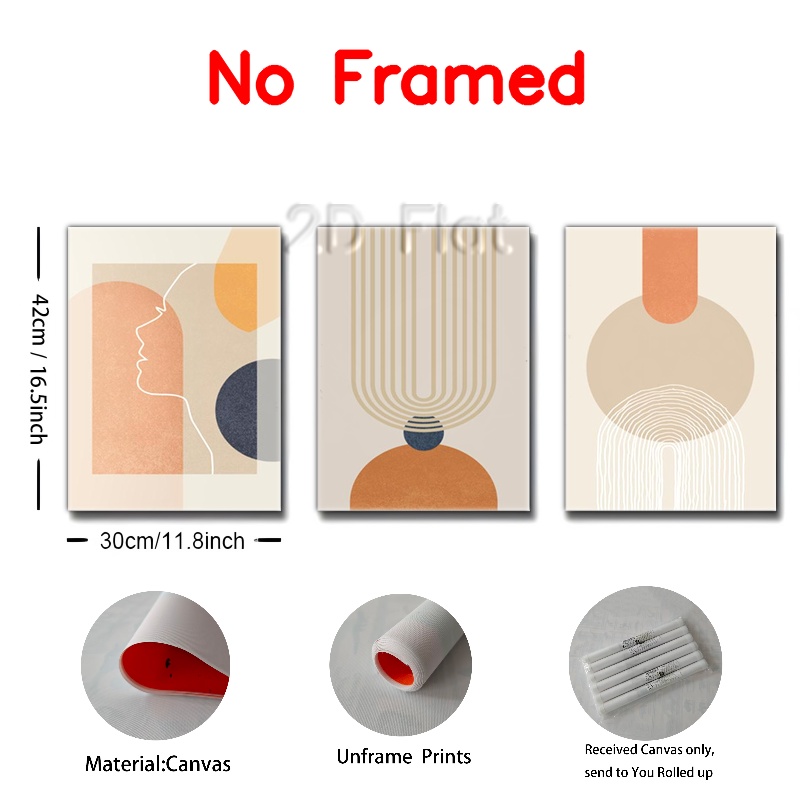 No Framed
2D Flat
42cm / 16.5inch
30cm/11.8inch
Material:Canvas
Unframe Prints
Received Canvas only,
send to You Rolled up